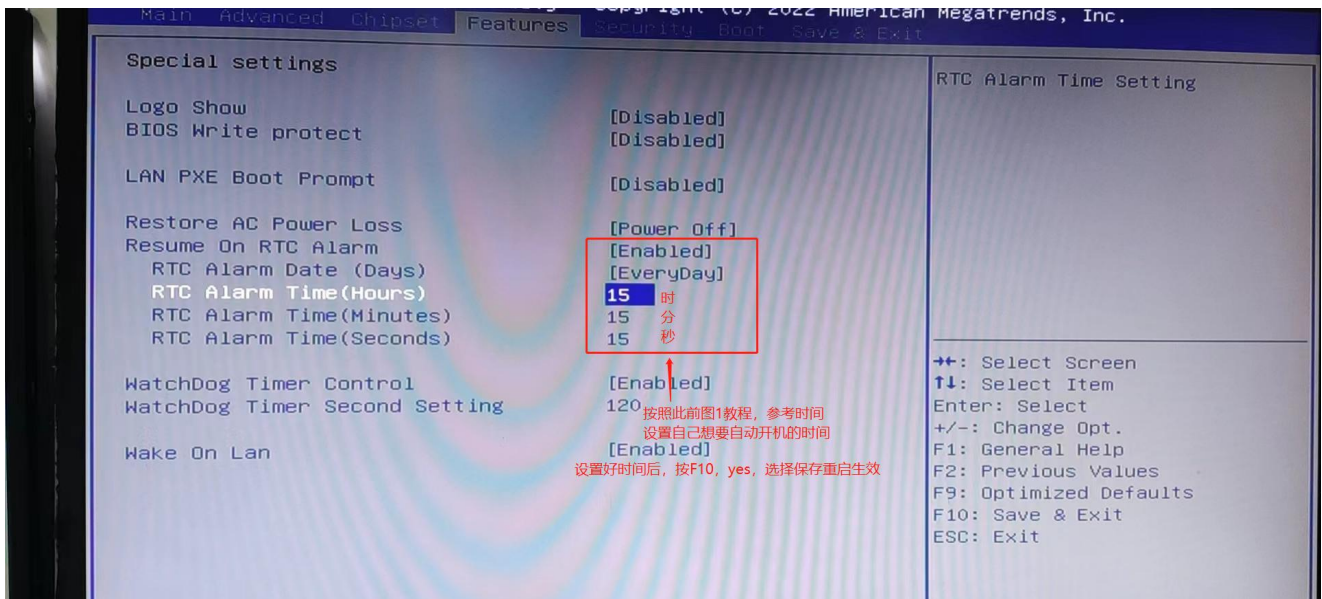 Copyright (C) 2022 American Megatrends, Inc.
Main Advanced Chipset Features Security Boot Save & Exit
Special settings
RTC Alarm Time Setting
Logo Show [Disabled]
BIOS Write protect [Disabled]
LAN PXE Boot Prompt [Disabled]
Restore AC Power Loss [Power Off]
Resume On RTC Alarm [Enabled]
RTC Alarm Date (Days) [EveryDay]
RTC Alarm Time(Hours) 15 时
RTC Alarm Time(Minutes) 15 分
RTC Alarm Time(Seconds) 15 秒
WatchDog Timer Control [Enabled]
WatchDog Timer Second Setting 120
按照此前图1教程，参考时间
设置自己想要自动开机的时间
Wake On Lan [Enabled]
设置好时间后，按F10，yes，选择保存重启生效
→←: Select Screen
↑↓: Select Item
Enter: Select
+/-: Change Opt.
F1: General Help
F2: Previous Values
F9: Optimized Defaults
F10: Save & Exit
ESC: Exit